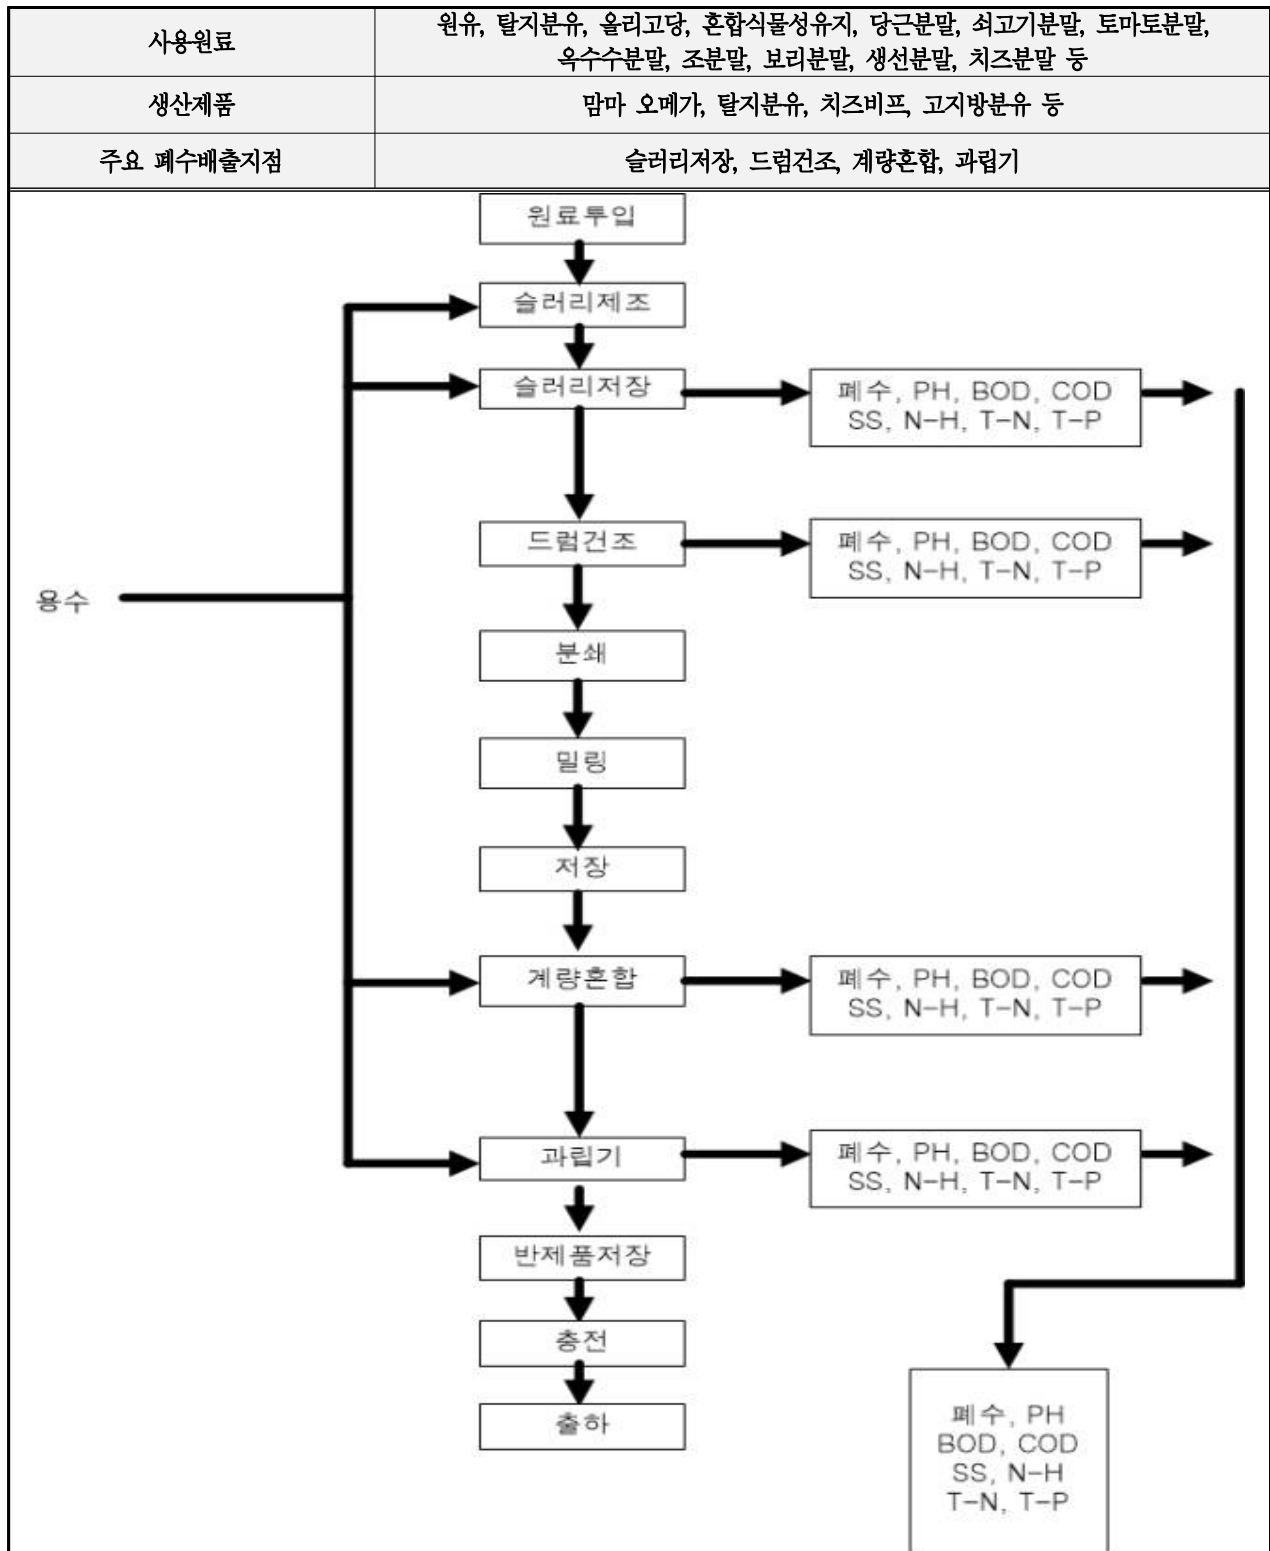 사용원료
원유, 탈지분유, 올리고당, 혼합식물성유지, 당근분말, 쇠고기분말, 토마토분말,
옥수수분말, 조분말, 보리분말, 생선분말, 치즈분말 등
생산제품
맘마 오메가, 탈지분유, 치즈비프, 고지방분유 등
주요 폐수배출지점
슬러리저장, 드럼건조, 계량혼합, 과립기
원료투입
슬러리제조
슬러리저장
폐수, PH, BOD, COD
SS, N-H, T-N, T-P
드럼건조
폐수, PH, BOD, COD
SS, N-H, T-N, T-P
용수
분쇄
밀링
저장
계량혼합
폐수, PH, BOD, COD
SS, N-H, T-N, T-P
과립기
폐수, PH, BOD, COD
SS, N-H, T-N, T-P
반제품저장
충전
출하
폐수, PH
BOD, COD
SS, N-H
T-N, T-P